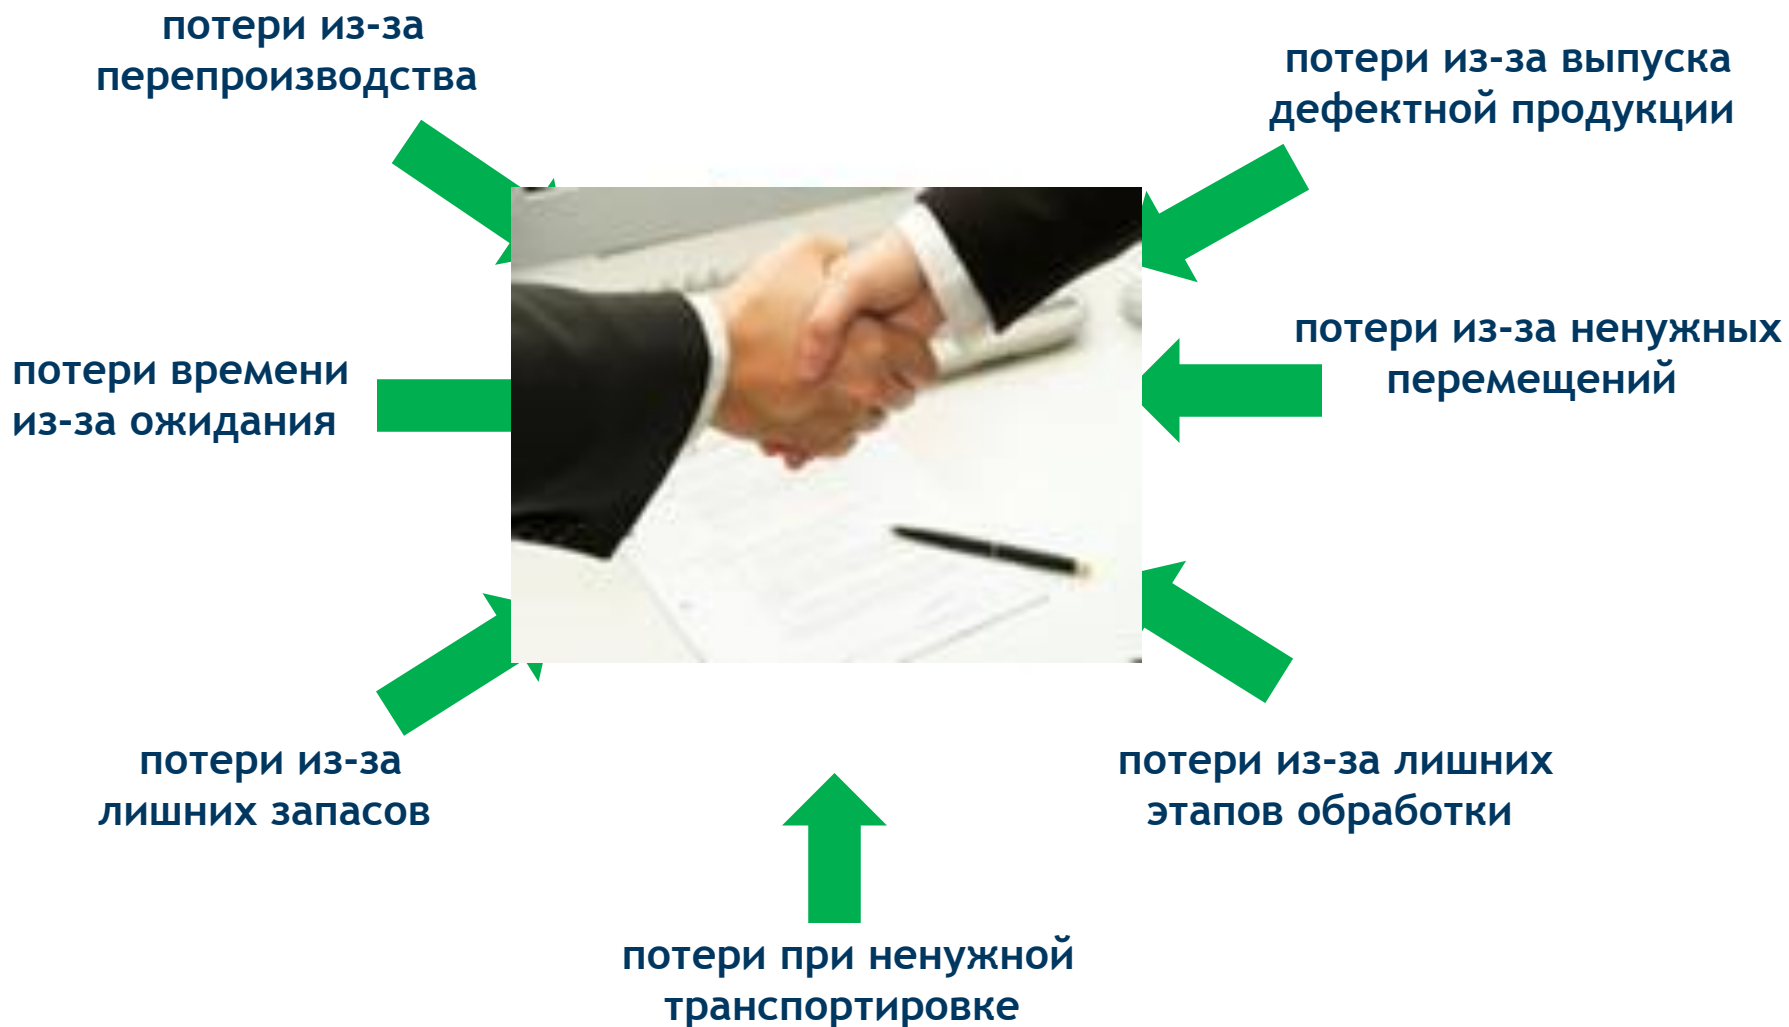 потери из-за
перепроизводства
потери из-за выпуска
дефектной продукции
потери из-за ненужных
перемещений
потери времени
из-за ожидания
потери из-за
лишних запасов
потери из-за лишних
этапов обработки
потери при ненужной
транспортировке